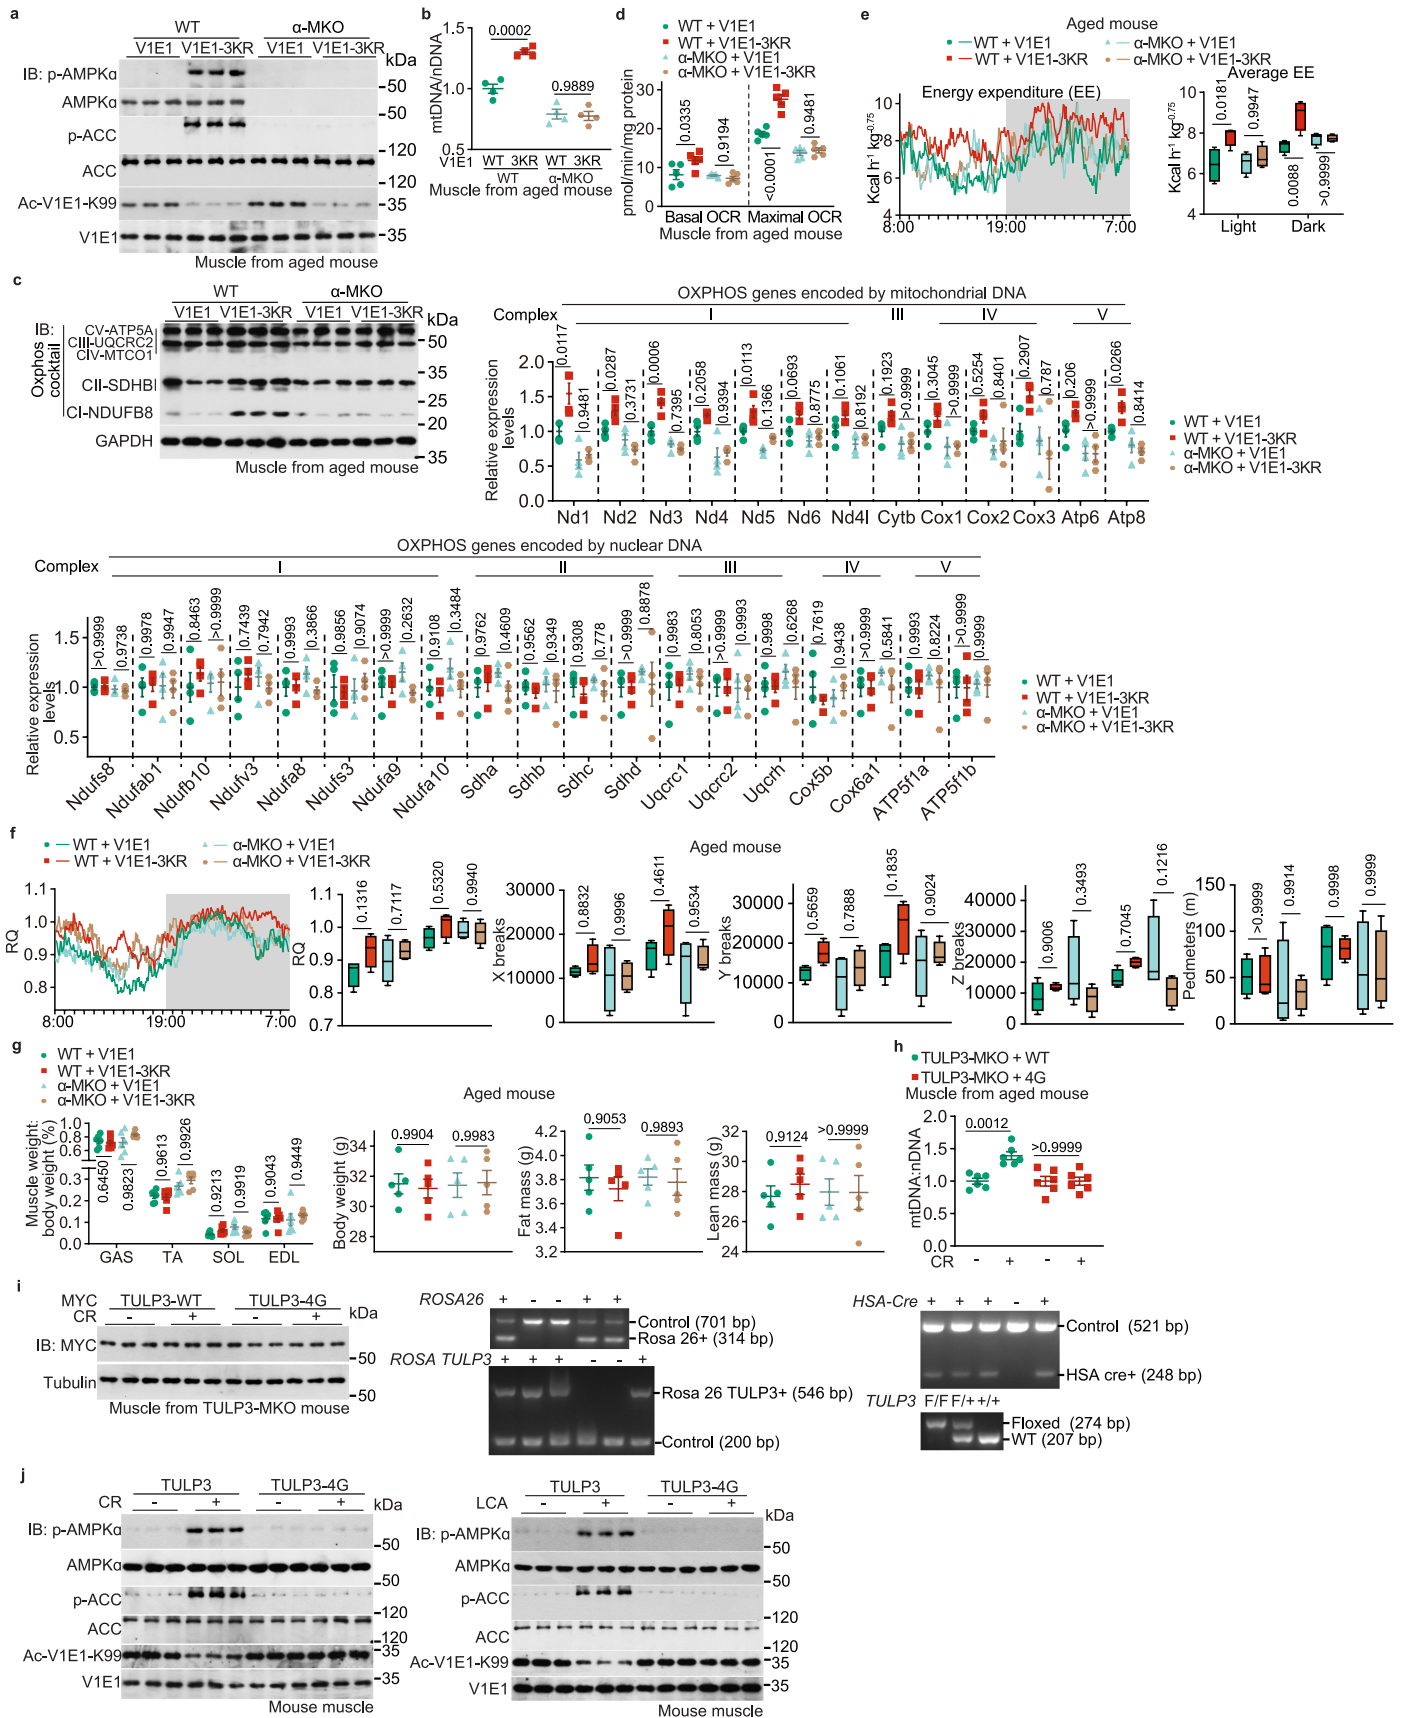 a
WT α-MKO
V1E1 V1E1-3KR V1E1 V1E1-3KR
kDa
IB: p-AMPKα
50
AMPKα
50
p-ACC
120
ACC
120
Ac-V1E1-K99
35
V1E1
35
Muscle from aged mouse
b
mtDNA/nDNA
1.5
1.0
0.5
0.0002
0.9889
V1E1 WT 3KR WT 3KR
WT α-MKO
Muscle from aged mouse
d
WT + V1E1
WT + V1E1-3KR
α-MKO + V1E1
α-MKO + V1E1-3KR
pmol/min/mg protein
30
20
10
0
0.0335
0.9194
<0.0001
0.9481
Basal OCR Maximal OCR
Muscle from aged mouse
e
Aged mouse
WT + V1E1 α-MKO + V1E1
WT + V1E1-3KR α-MKO + V1E1-3KR
Energy expenditure (EE)
Kcal h-1 kg-0.75
10
8
6
4
8:00 19:00 7:00
Average EE
Kcal h-1 kg-0.75
10
8
6
4
0.0181
0.9947
0.0088
>0.9999
Light Dark
c
WT α-MKO
V1E1 V1E1-3KR V1E1 V1E1-3KR
kDa
IB:
Oxphos cocktail
CV-ATP5A
CIII-UQCRC2
CIV-MTCO1
50
CII-SDHB
35
25
CI-NDUFB8
20
GAPDH
35
Muscle from aged mouse
OXPHOS genes encoded by mitochondrial DNA
Complex I III IV V
Relative expression levels
2.0
1.5
1.0
0.5
0.0
0.0117 0.9481 0.0287 0.3731 0.0006 0.7395 0.2058 0.9394 0.0113 0.1366 0.0693 0.8775 0.1061 0.8192 0.1923 >0.9999 0.3045 >0.9999 0.5254 0.8401 0.2907 0.787 0.206 >0.9999 0.0266 0.8414
Nd1 Nd2 Nd3 Nd4 Nd5 Nd6 Nd4l Cytb Cox1 Cox2 Cox3 Atp6 Atp8
WT + V1E1
WT + V1E1-3KR
α-MKO + V1E1
α-MKO + V1E1-3KR
OXPHOS genes encoded by nuclear DNA
Complex I II III IV V
Relative expression levels
1.5
1.0
0.5
>0.9999 0.9738 0.9978 0.9947 0.8463 >0.9999 0.7439 0.7942 0.9993 0.3866 0.9856 0.9074 >0.9999 0.2632 0.9108 0.3484 0.9762 0.4609 0.9562 0.9349 0.9308 0.778 >0.9999 0.8878 0.9983 0.8053 >0.9999 0.9993 0.9998 0.6268 0.7619 0.9438 >0.9999 0.5841 0.9993 0.8224 >0.9999 0.9999
Ndufs8 Ndufab1 Ndufb10 Ndufv3 Ndufa8 Ndufs3 Ndufa9 Ndufa10 Sdha Sdhb Sdhc Sdhd Uqcrc1 Uqcrc2 Uqcrh Cox5b Cox6a1 ATP5f1a ATP5f1b
WT + V1E1
WT + V1E1-3KR
α-MKO + V1E1
α-MKO + V1E1-3KR
f
WT + V1E1 α-MKO + V1E1
WT + V1E1-3KR α-MKO + V1E1-3KR
Aged mouse
RQ
1.1
1.0
0.9
8:00 19:00 7:00
RQ
1.1
1.0
0.9
0.8
0.7
0.1316
0.7117
0.5320
0.9940
X breaks
30000
20000
10000
0
0.8832
0.9996
0.4611
0.9534
Y breaks
30000
20000
10000
0
0.5659
0.7888
0.1835
0.9024
Z breaks
40000
30000
20000
10000
0
0.9006
0.3493
0.7045
0.1216
Pedmeters (m)
150
100
50
0
>0.9999
0.9914
0.9998
0.9999
g
WT + V1E1
WT + V1E1-3KR
α-MKO + V1E1
α-MKO + V1E1-3KR
Aged mouse
Muscle weight: body weight (%)
0.8
0.6
0.3
0.2
0.1
0.0
0.6450
0.9823
0.9613
0.9926
0.9213
0.9919
0.9043
0.9449
GAS TA SOL EDL
Body weight (g)
36
34
32
30
28
26
0.9904
0.9983
Fat mass (g)
4.2
4.0
3.8
3.6
3.4
3.2
0.9053
0.9893
Lean mass (g)
32
30
28
26
24
0.9124
>0.9999
h
TULP3-MKO + WT
TULP3-MKO + 4G
Muscle from aged mouse
mtDNA:nDNA
2.0
1.5
1.0
0.5
0.0
0.0012
>0.9999
CR - + - +
i
MYC TULP3-WT TULP3-4G
CR - + - +
kDa
IB: MYC
50
Tubulin
50
Muscle from TULP3-MKO mouse
ROSA26 + - - + +
Control (701 bp)
Rosa 26+ (314 bp)
ROSA TULP3 + + + - - +
Rosa 26 TULP3+ (546 bp)
Control (200 bp)
HSA-Cre + + + - +
Control (521 bp)
HSA cre+ (248 bp)
TULP3 F/F F/+ +/+
Floxed (274 bp)
WT (207 bp)
j
TULP3 TULP3-4G
CR - + - +
kDa
IB: p-AMPKα
50
AMPKα
50
p-ACC
120
ACC
120
Ac-V1E1-K99
35
V1E1
35
Mouse muscle
TULP3 TULP3-4G
LCA - + - +
kDa
IB: p-AMPKα
50
AMPKα
50
p-ACC
120
ACC
120
Ac-V1E1-K99
35
V1E1
35
Mouse muscle